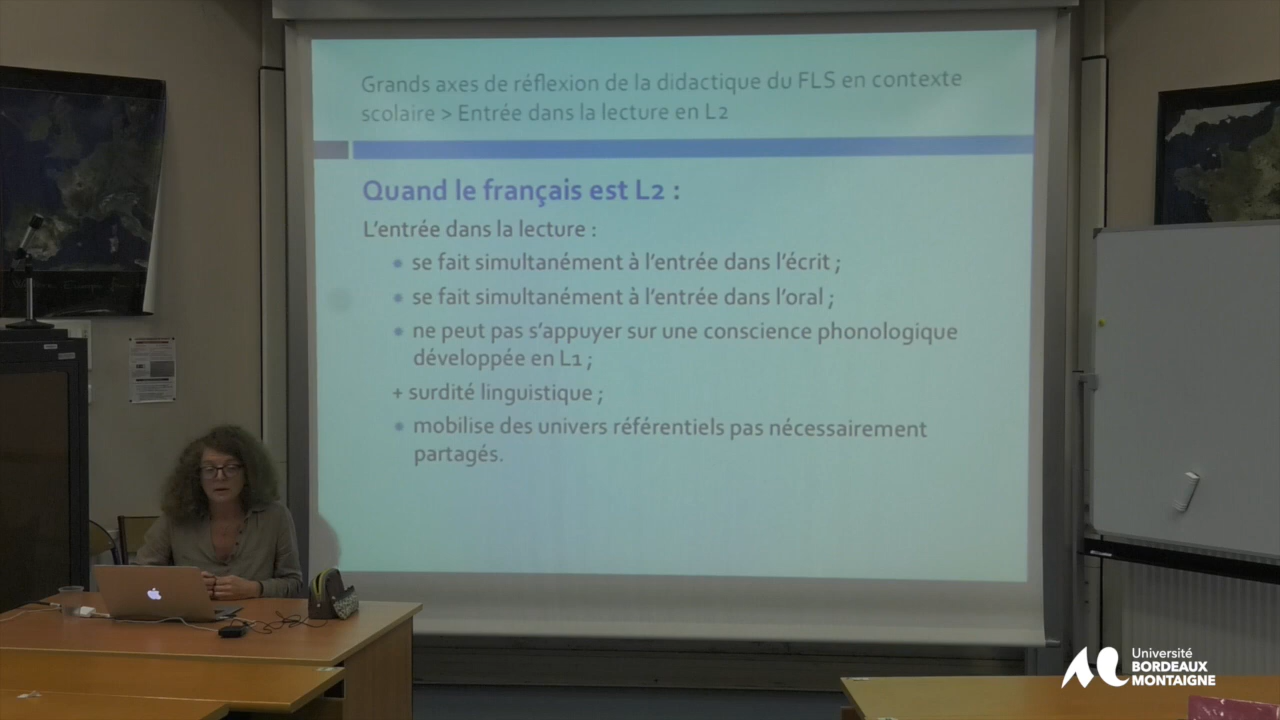 Grands axes de réflexion de la didactique du FLS en contexte
scolaire > Entrée dans la lecture en L2
Quand le français est L2 :
L'entrée dans la lecture :
se fait simultanément à l'entrée dans l'écrit ;
se fait simultanément à l'entrée dans l'oral ;
ne peut pas s'appuyer sur une conscience phonologique
développée en L1 ;
+ surdité linguistique ;
mobilise des univers référentiels pas nécessairement
partagés.
Université
BORDEAUX
MONTAIGNE